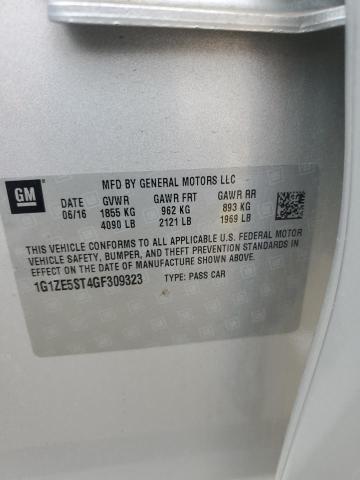 GM
MFD BY GENERAL MOTORS LLC
DATE GVWR GAWR FRT GAWR RR
06/16 1855 KG 962 KG 893 KG
4090 LB 2121 LB 1969 LB
THIS VEHICLE CONFORMS TO ALL APPLICABLE U.S. FEDERAL MOTOR
VEHICLE SAFETY, BUMPER, AND THEFT PREVENTION STANDARDS IN
EFFECT ON THE DATE OF MANUFACTURE SHOWN ABOVE.
1G1ZE5ST4GF309323 TYPE: PASS CAR